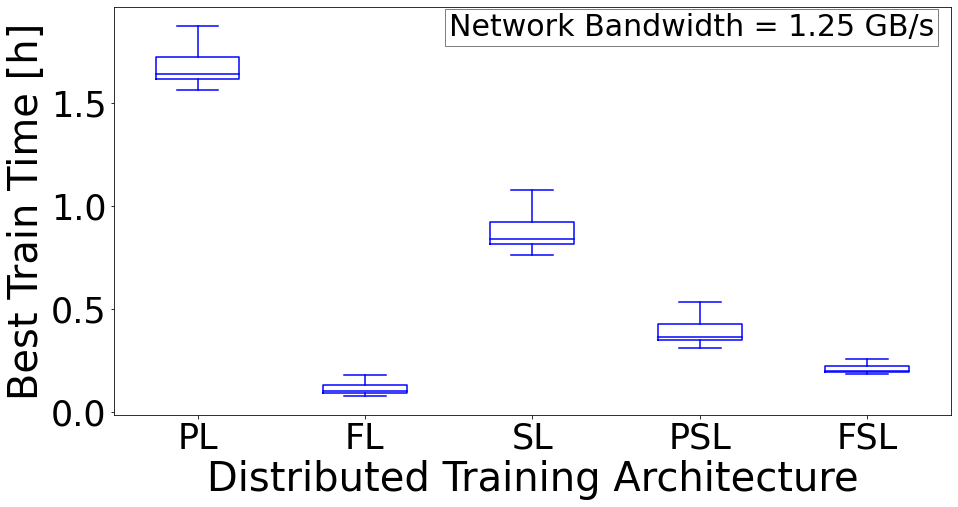 Network Bandwidth = 1.25 GB/s
Best Train Time [h]
1.5
1.0
0.5
0.0
PL FL SL PSL FSL
Distributed Training Architecture